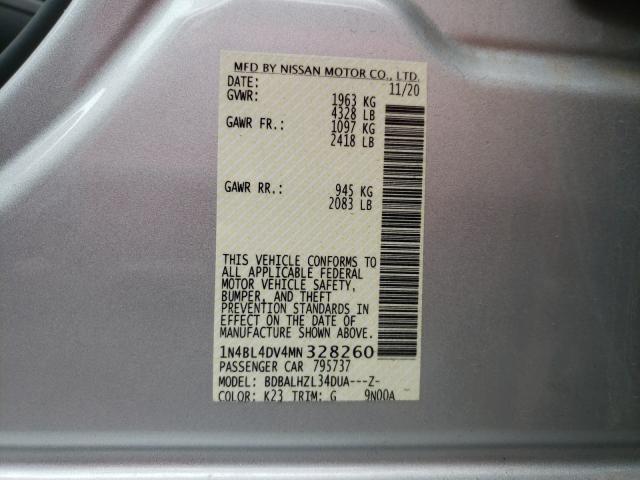 MFD BY NISSAN MOTOR CO., LTD.
DATE: 11/20
GVWR: 1963 KG
4328 LB
GAWR FR.: 1097 KG
2418 LB
GAWR RR.: 945 KG
2083 LB
THIS VEHICLE CONFORMS TO
ALL APPLICABLE FEDERAL
MOTOR VEHICLE SAFETY,
BUMPER, AND THEFT
PREVENTION STANDARDS IN
EFFECT ON THE DATE OF
MANUFACTURE SHOWN ABOVE.
1N4BL4DV4MN328260
PASSENGER CAR 795737
MODEL: BDBALHZL34DUA---Z-
COLOR: K23 TRIM: G 9N00A